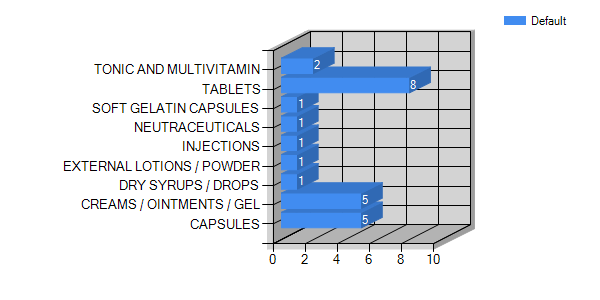 Default
TONIC AND MULTIVITAMIN 2
TABLETS 8
SOFT GELATIN CAPSULES 1
NEUTRACEUTICALS 1
INJECTIONS 1
EXTERNAL LOTIONS / POWDER 1
DRY SYRUPS / DROPS 1
CREAMS / OINTMENTS / GEL 5
CAPSULES 5
0 2 4 6 8 10